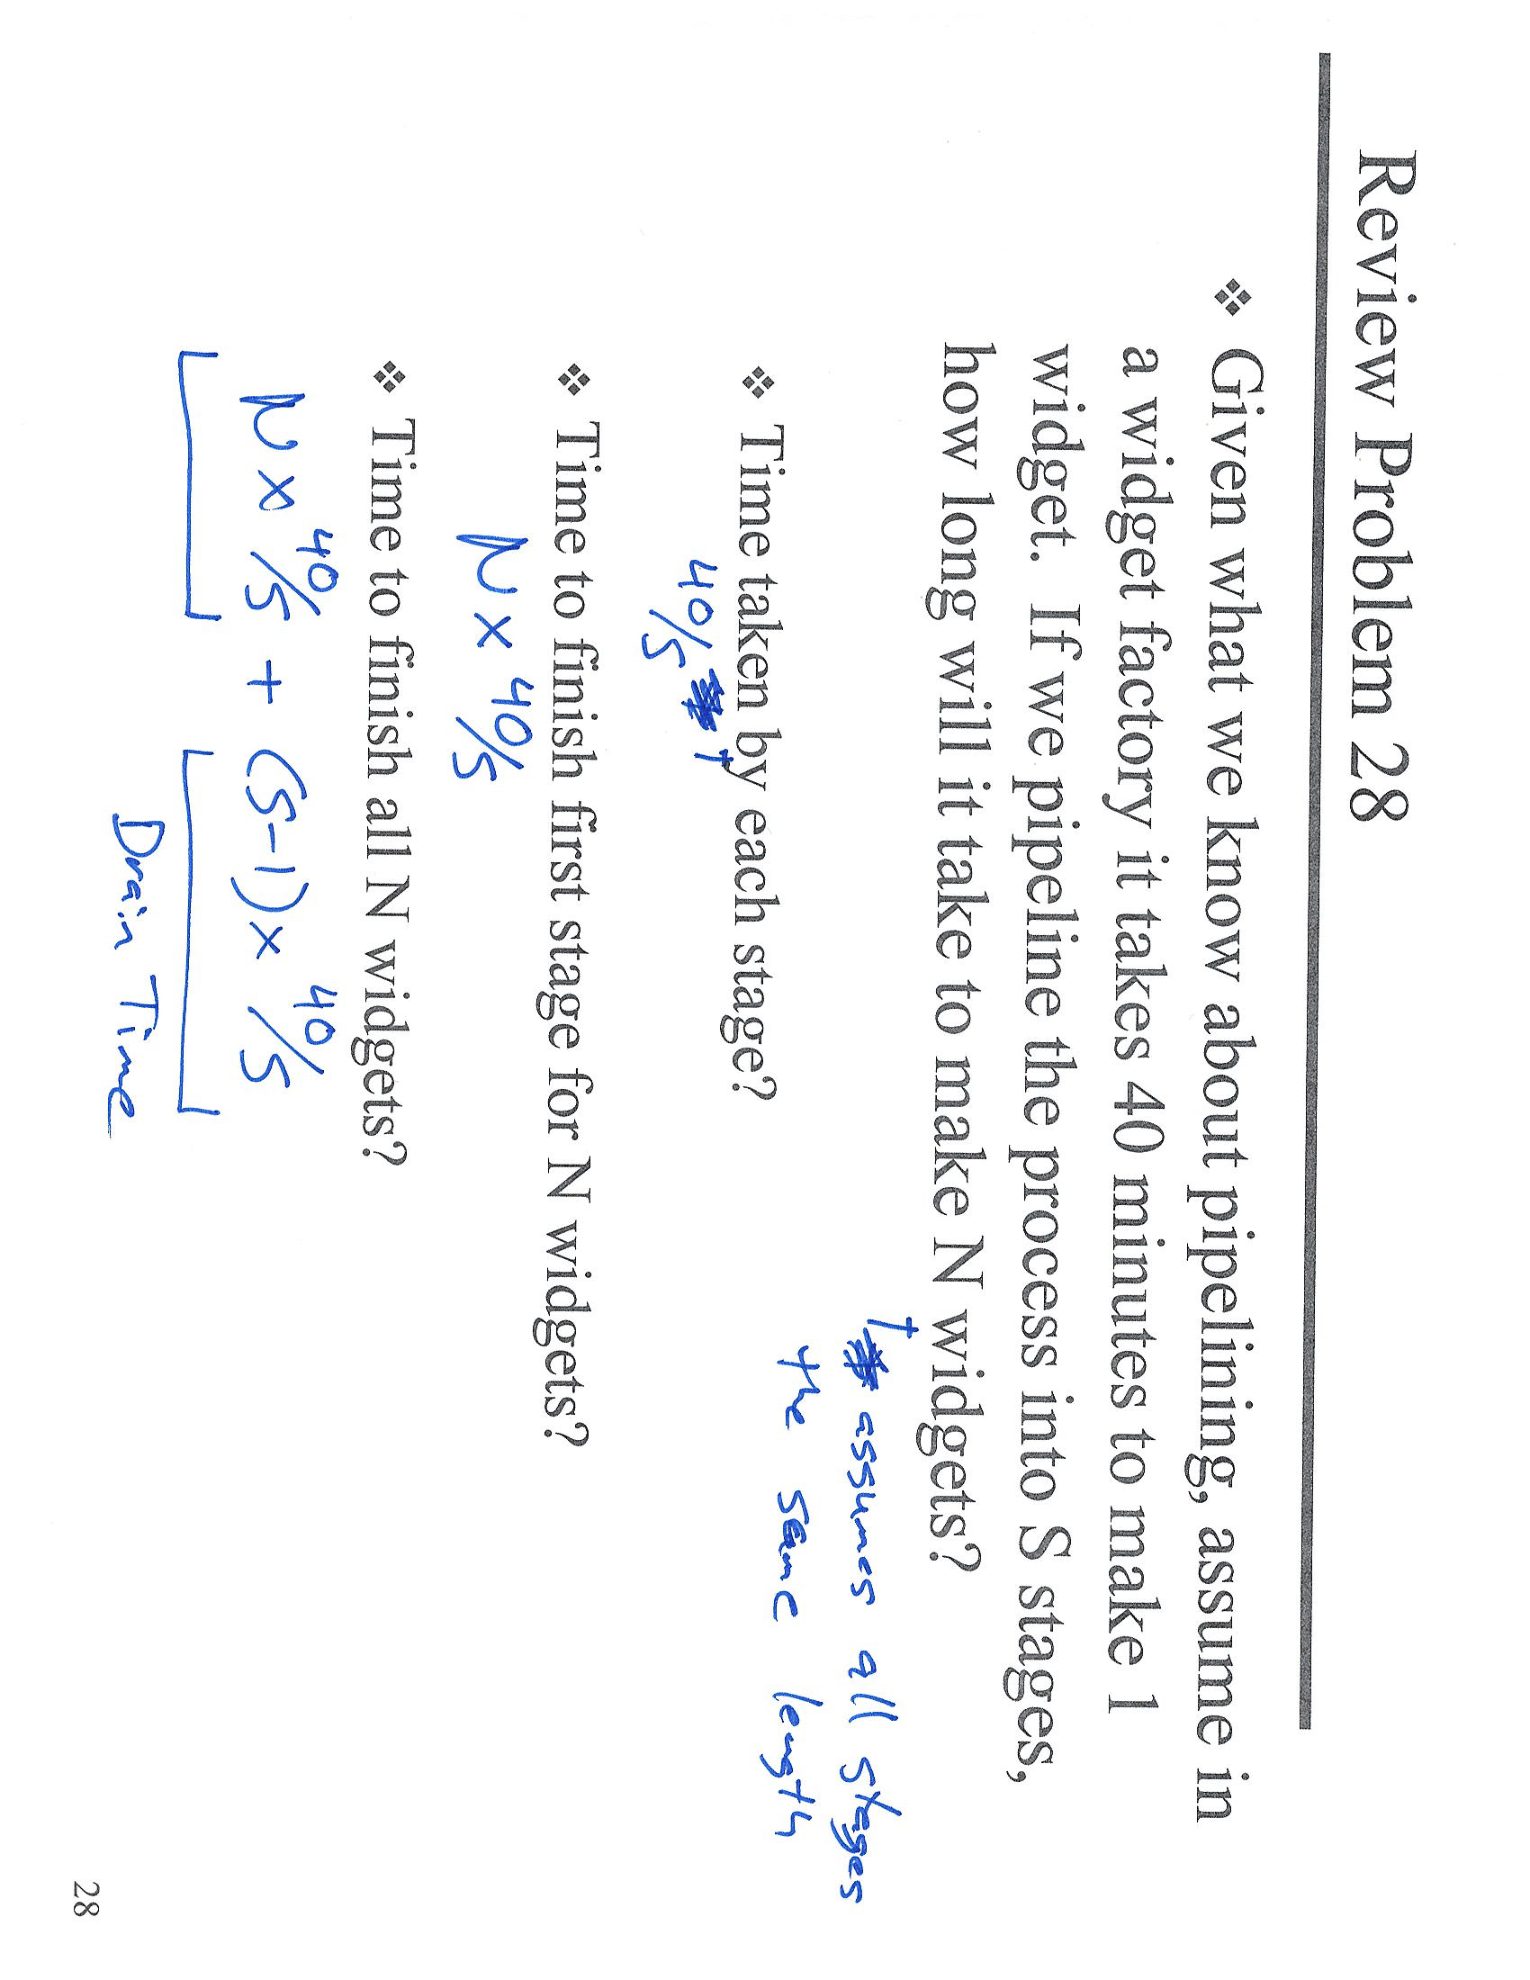 Review Problem 28
❖ Given what we know about pipelining, assume in
a widget factory it takes 40 minutes to make 1
widget. If we pipeline the process into S stages,
how long will it take to make N widgets?
† assumes all stages
the same length
❖ Time taken by each stage?
40/S †
❖ Time to finish first stage for N widgets?
N × 40/S
❖ Time to finish all N widgets?
N × 40/S + (S-1) × 40/S
Drain Time
28